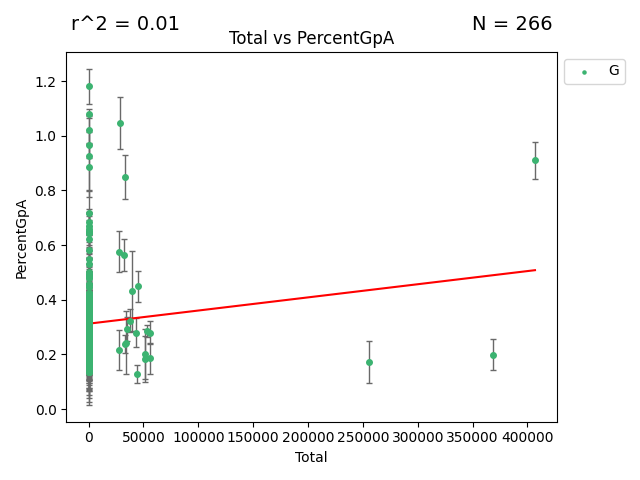 r^2 = 0.01
N = 266
Total vs PercentGpA
G
1.2
1.0
0.8
0.6
0.4
0.2
0.0
PercentGpA
0 50000 100000 150000 200000 250000 300000 350000 400000
Total